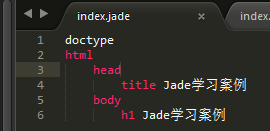 index.jade × index.
1 doctype
2 html
3 head
4 title Jade学习案例
5 body
6 h1 Jade学习案例